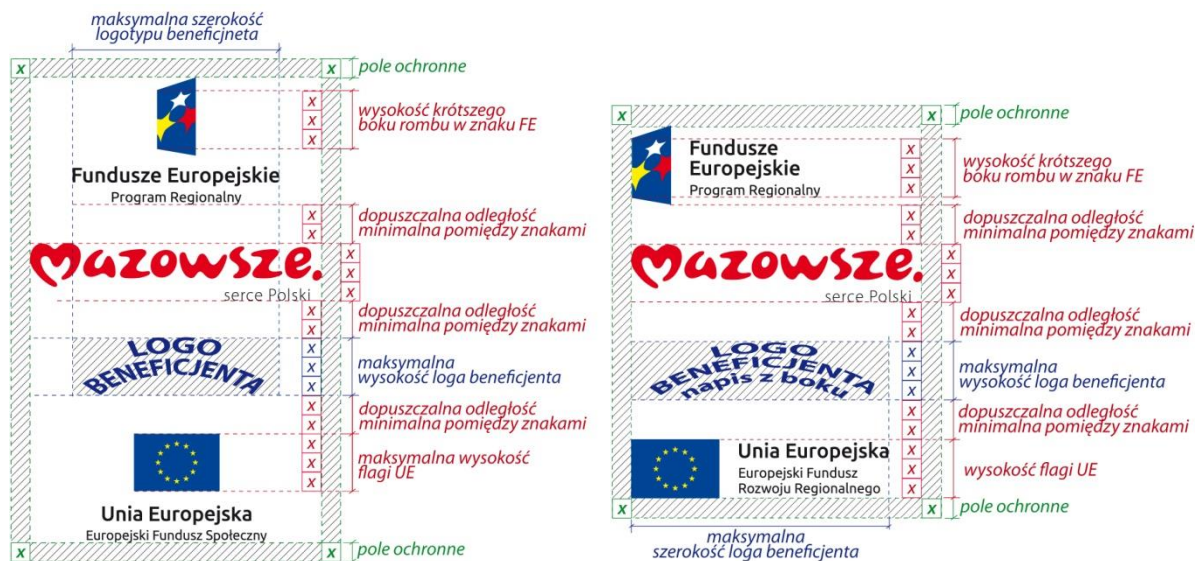 maksymalna szerokość
logotypu beneficjneta
x
x
pole ochronne
x
x
x
wysokość krótszego
boku rombu w znaku FE
Fundusze Europejskie
Program Regionalny
x
x
dopuszczalna odległość
minimalna pomiędzy znakami
mazowsze.
serce Polski
x
x
x
x
x
dopuszczalna odległość
minimalna pomiędzy znakami
LOGO
BENEFICJENTA
x
x
x
maksymalna
wysokość loga beneficjenta
x
x
dopuszczalna odległość
minimalna pomiędzy znakami
x
x
x
maksymalna wysokość
flagi UE
Unia Europejska
Europejski Fundusz Społeczny
x
x
pole ochronne
x
x
pole ochronne
Fundusze
Europejskie
Program Regionalny
x
x
x
wysokość krótszego
boku rombu w znaku FE
x
x
dopuszczalna odległość
minimalna pomiędzy znakami
mazowsze.
serce Polski
x
x
x
x
x
dopuszczalna odległość
minimalna pomiędzy znakami
LOGO
BENEFICJENTA
napis z boku
x
x
x
maksymalna
wysokość loga beneficjenta
x
x
dopuszczalna odległość
minimalna pomiędzy znakami
Unia Europejska
Europejski Fundusz
Rozwoju Regionalnego
x
x
x
wysokość flagi UE
x
x
pole ochronne
maksymalna
szerokość loga beneficjenta